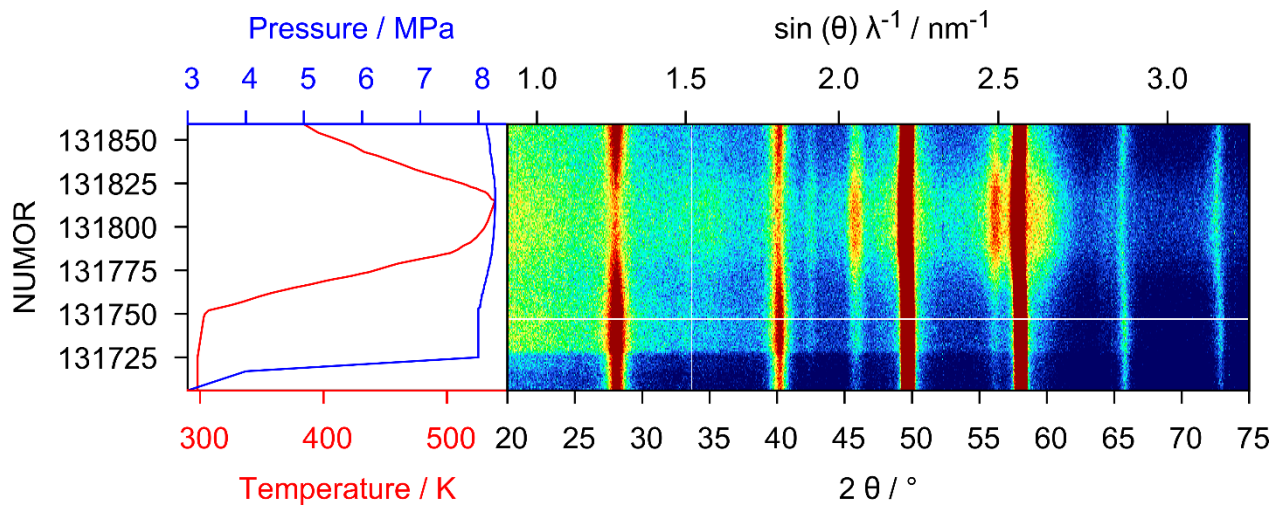 Pressure / MPa
sin (θ) λ-1 / nm-1
3 4 5 6 7 8 1.0 1.5 2.0 2.5 3.0
NUMOR
131850
131825
131800
131775
131750
131725
300 400 500 20 25 30 35 40 45 50 55 60 65 70 75
Temperature / K
2 θ / °